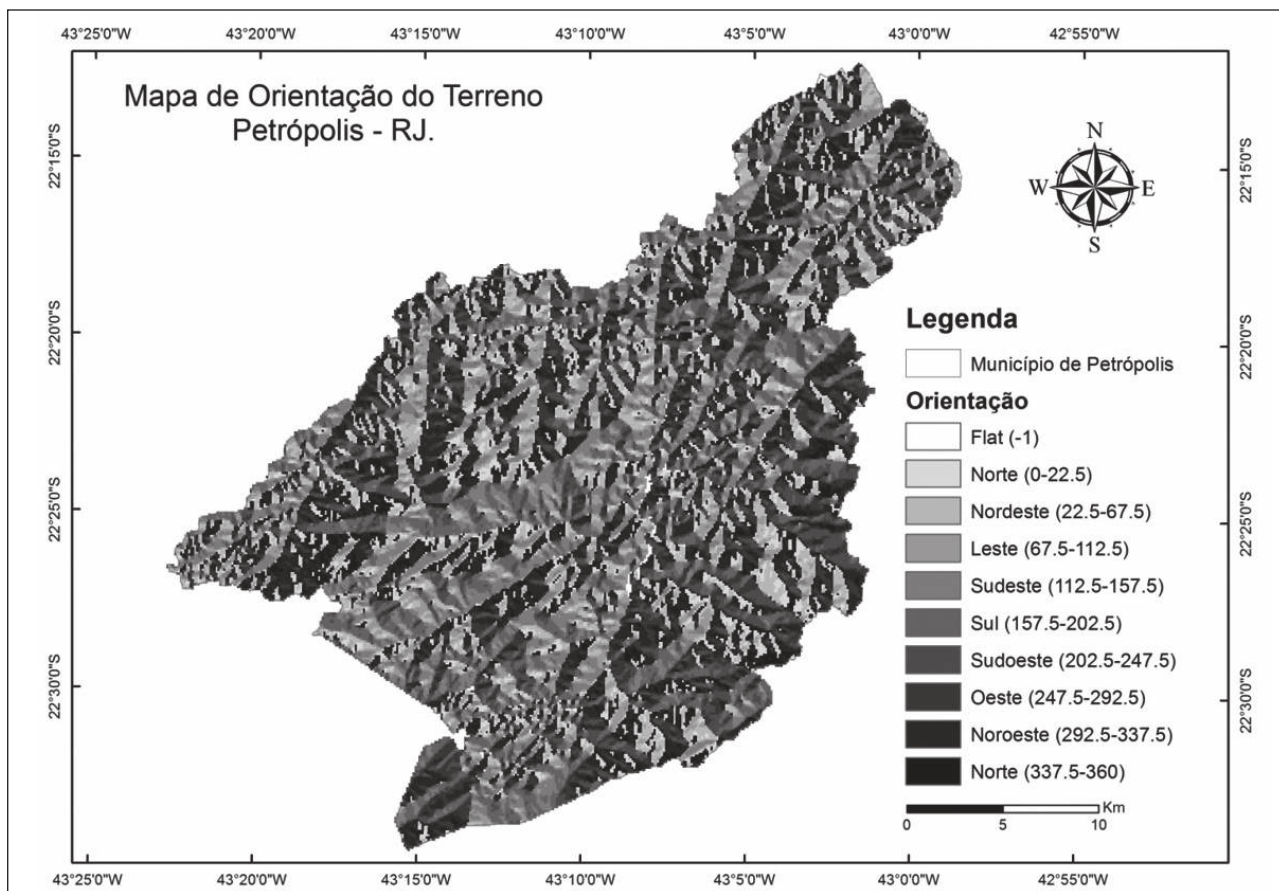 43°25'0"W 43°20'0"W 43°15'0"W 43°10'0"W 43°5'0"W 43°0'0"W 42°55'0"W
Mapa de Orientação do Terreno
Petrópolis - RJ.
N
W E
S
22°15'0"S 22°15'0"S
22°20'0"S 22°20'0"S
22°25'0"S 22°25'0"S
22°30'0"S 22°30'0"S
Legenda
Município de Petrópolis
Orientação
Flat (-1)
Norte (0-22.5)
Nordeste (22.5-67.5)
Leste (67.5-112.5)
Sudeste (112.5-157.5)
Sul (157.5-202.5)
Sudoeste (202.5-247.5)
Oeste (247.5-292.5)
Noroeste (292.5-337.5)
Norte (337.5-360)
Km
0 5 10
43°25'0"W 43°20'0"W 43°15'0"W 43°10'0"W 43°5'0"W 43°0'0"W 42°55'0"W